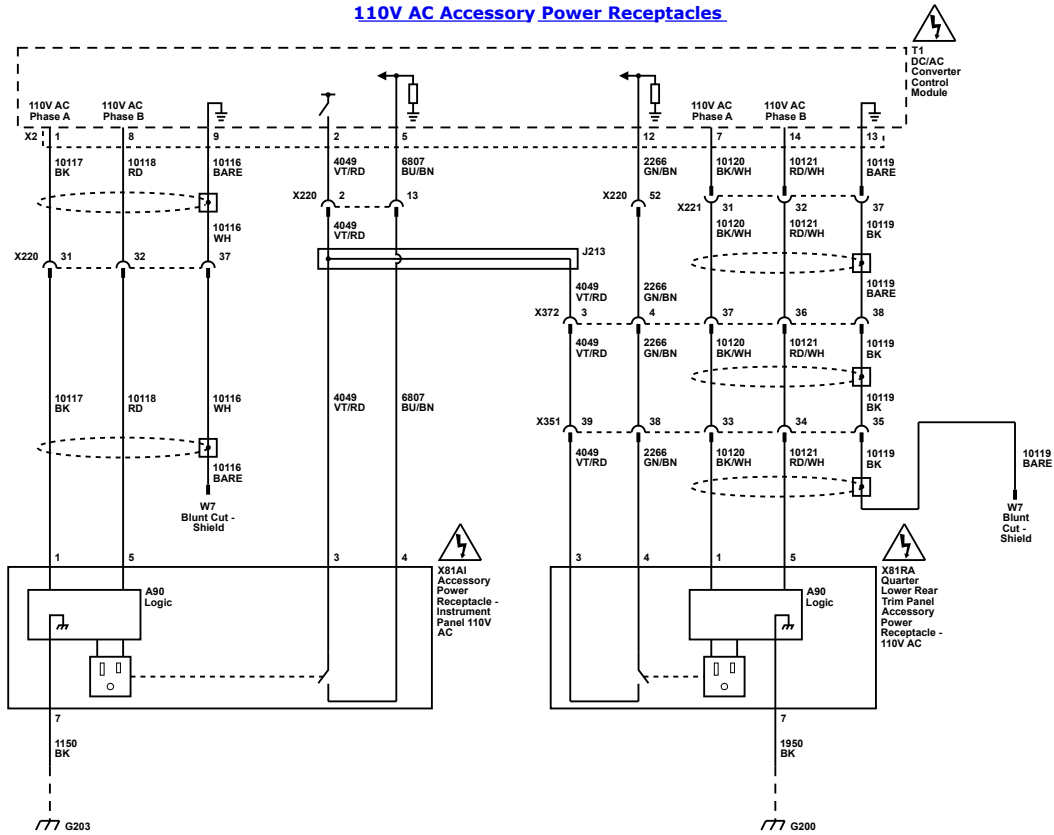 110V AC Accessory Power Receptacles
T1
DC/AC
Converter
Control
Module
110V AC
Phase A
110V AC
Phase B
110V AC
Phase A
110V AC
Phase B
X2 1 8 9 2 5 12 7 14 13
10117
BK
10118
RD
10116
BARE
4049
VT/RD
6807
BU/BN
2266
GN/BN
10120
BK/WH
10121
RD/WH
10119
BARE
X220 2 13
X220 52
X221 31 32 37
10116
WH
4049
VT/RD
10120
BK/WH
10121
RD/WH
10119
BK
X220 31 32 37
J213
4049
VT/RD
2266
GN/BN
10119
BARE
X372 3 4 37 36 38
4049
VT/RD
2266
GN/BN
10120
BK/WH
10121
RD/WH
10119
BK
10117
BK
10118
RD
10116
WH
4049
VT/RD
6807
BU/BN
10119
BK
X351 39 38 33 34 35
4049
VT/RD
2266
GN/BN
10120
BK/WH
10121
RD/WH
10119
BK
10119
BARE
10116
BARE
W7
Blunt Cut -
Shield
W7
Blunt
Cut -
Shield
1 5 3 4
3 4 1 5
X81AI
Accessory
Power
Receptacle -
Instrument
Panel 110V
AC
X81RA
Quarter
Lower Rear
Trim Panel
Accessory
Power
Receptacle -
110V AC
A90
Logic
A90
Logic
7
1150
BK
7
1950
BK
G203
G200